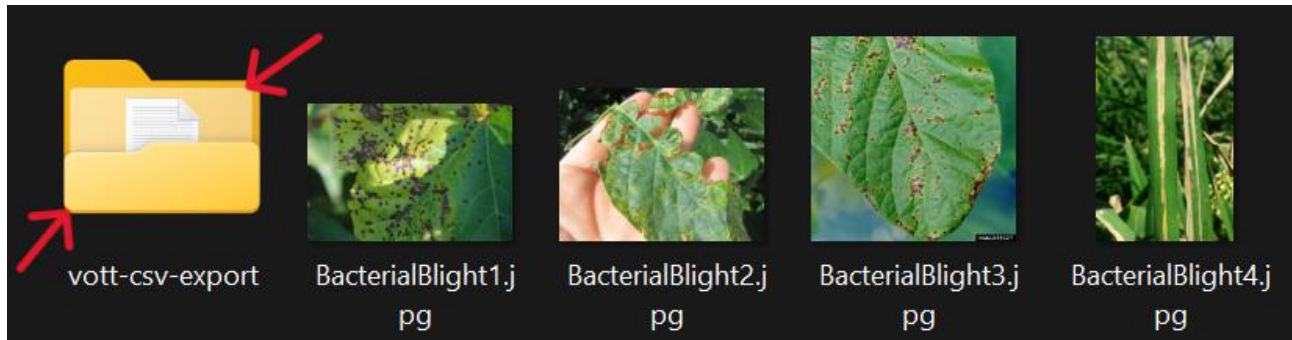 vott-csv-export
BacterialBlight1.j
pg
BacterialBlight2.j
pg
BacterialBlight3.j
pg
BacterialBlight4.j
pg